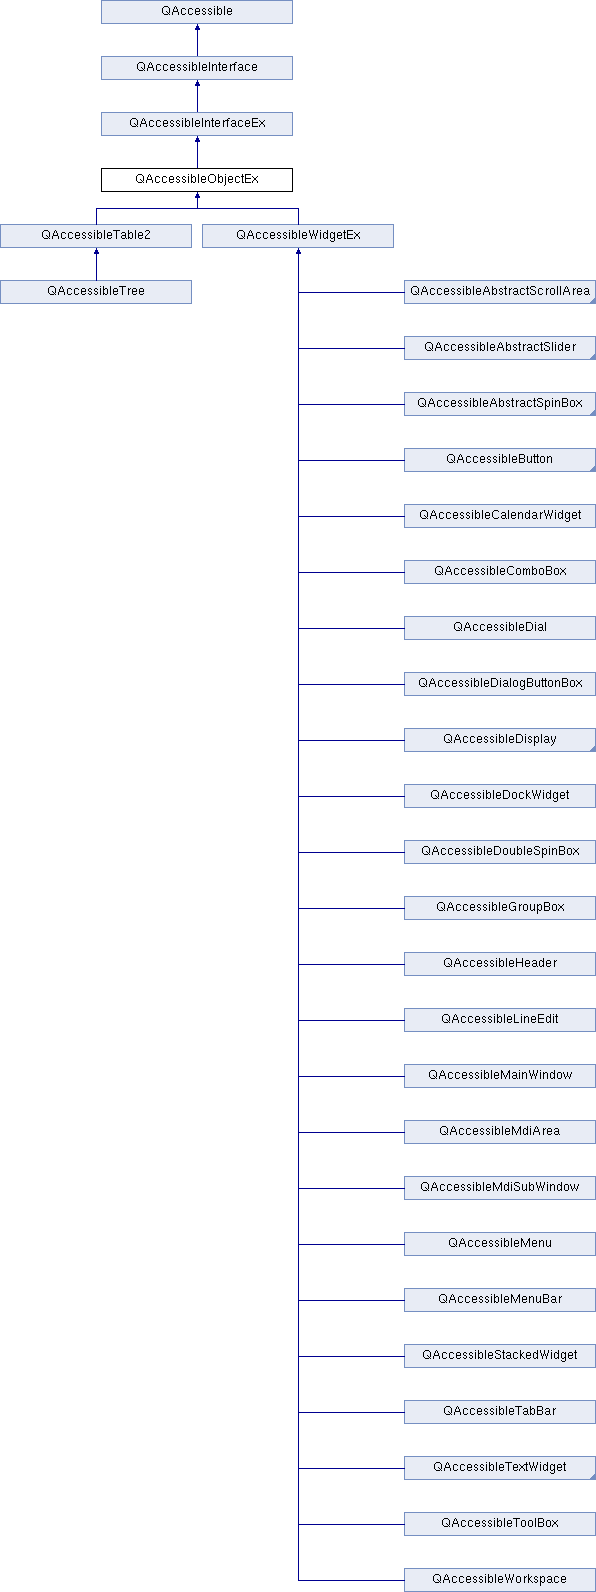 QAccessible
QAccessibleInterface
QAccessibleInterfaceEx
QAccessibleObjectEx
QAccessibleTable2
QAccessibleWidgetEx
QAccessibleTree
QAccessibleAbstractScrollArea
QAccessibleAbstractSlider
QAccessibleAbstractSpinBox
QAccessibleButton
QAccessibleCalendarWidget
QAccessibleComboBox
QAccessibleDial
QAccessibleDialogButtonBox
QAccessibleDisplay
QAccessibleDockWidget
QAccessibleDoubleSpinBox
QAccessibleGroupBox
QAccessibleHeader
QAccessibleLineEdit
QAccessibleMainWindow
QAccessibleMdiArea
QAccessibleMdiSubWindow
QAccessibleMenu
QAccessibleMenuBar
QAccessibleStackedWidget
QAccessibleTabBar
QAccessibleTextWidget
QAccessibleToolBox
QAccessibleWorkspace